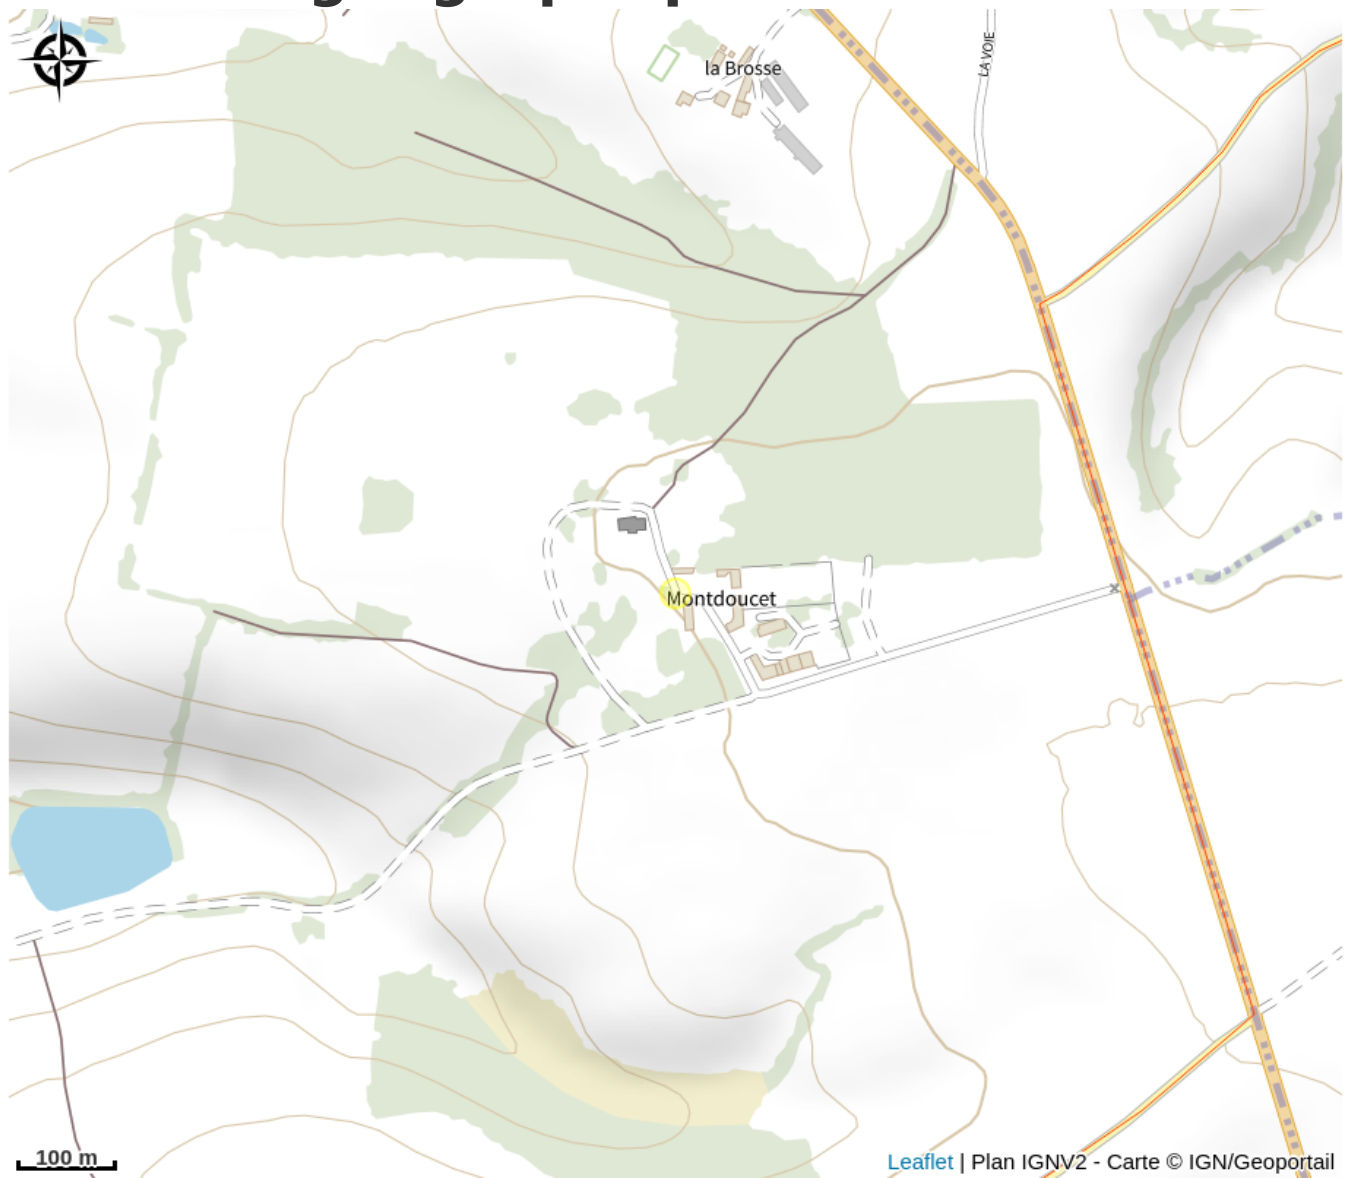 la Brosse
LA VOIE
Montdoucet
100 m
Leaflet | Plan IGNV2 - Carte © IGN/Geoportail